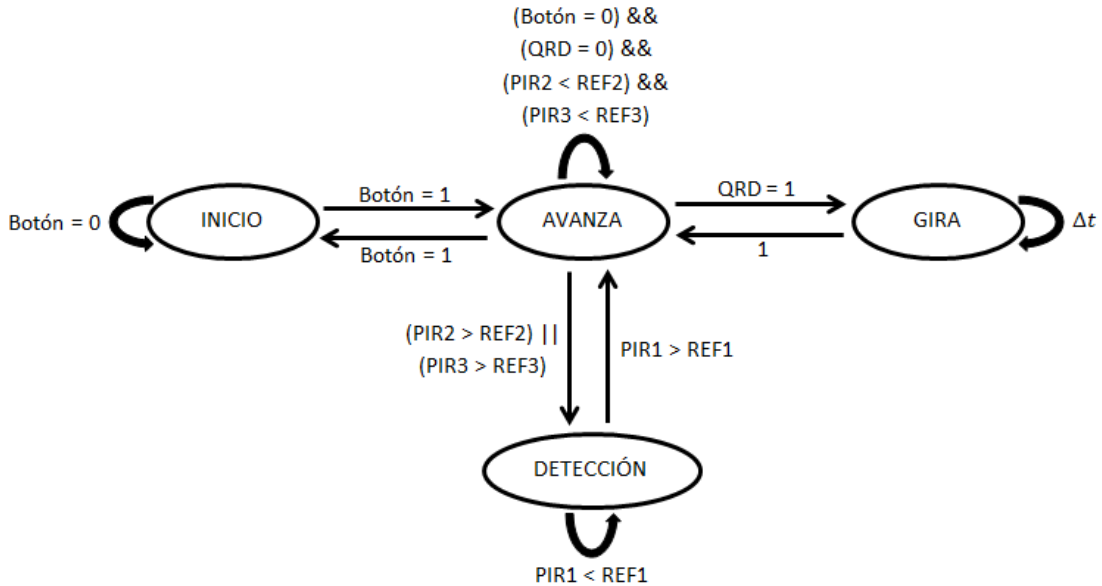 (Botón = 0) &&
(QRD = 0) &&
(PIR2 < REF2) &&
(PIR3 < REF3)
Botón = 0
INICIO
Botón = 1
Botón = 1
AVANZA
QRD = 1
1
GIRA
Δt
(PIR2 > REF2) ||
(PIR3 > REF3)
PIR1 > REF1
DETECCIÓN
PIR1 < REF1